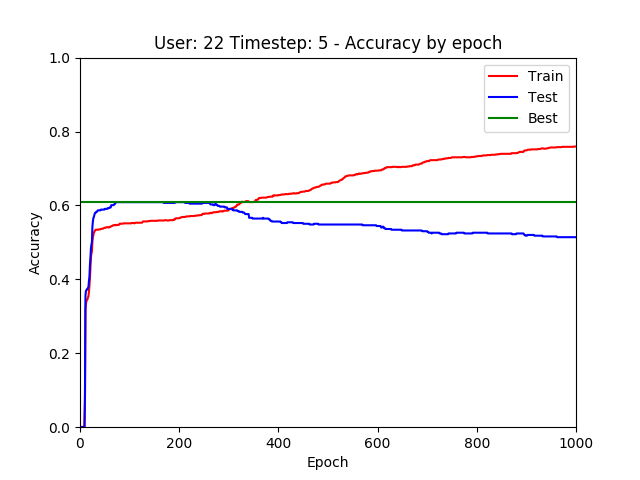 User: 22 Timestep: 5 - Accuracy by epoch
1.0
0.8
0.6
0.4
0.2
0.0
Accuracy
Train
Test
Best
0 200 400 600 800 1000
Epoch